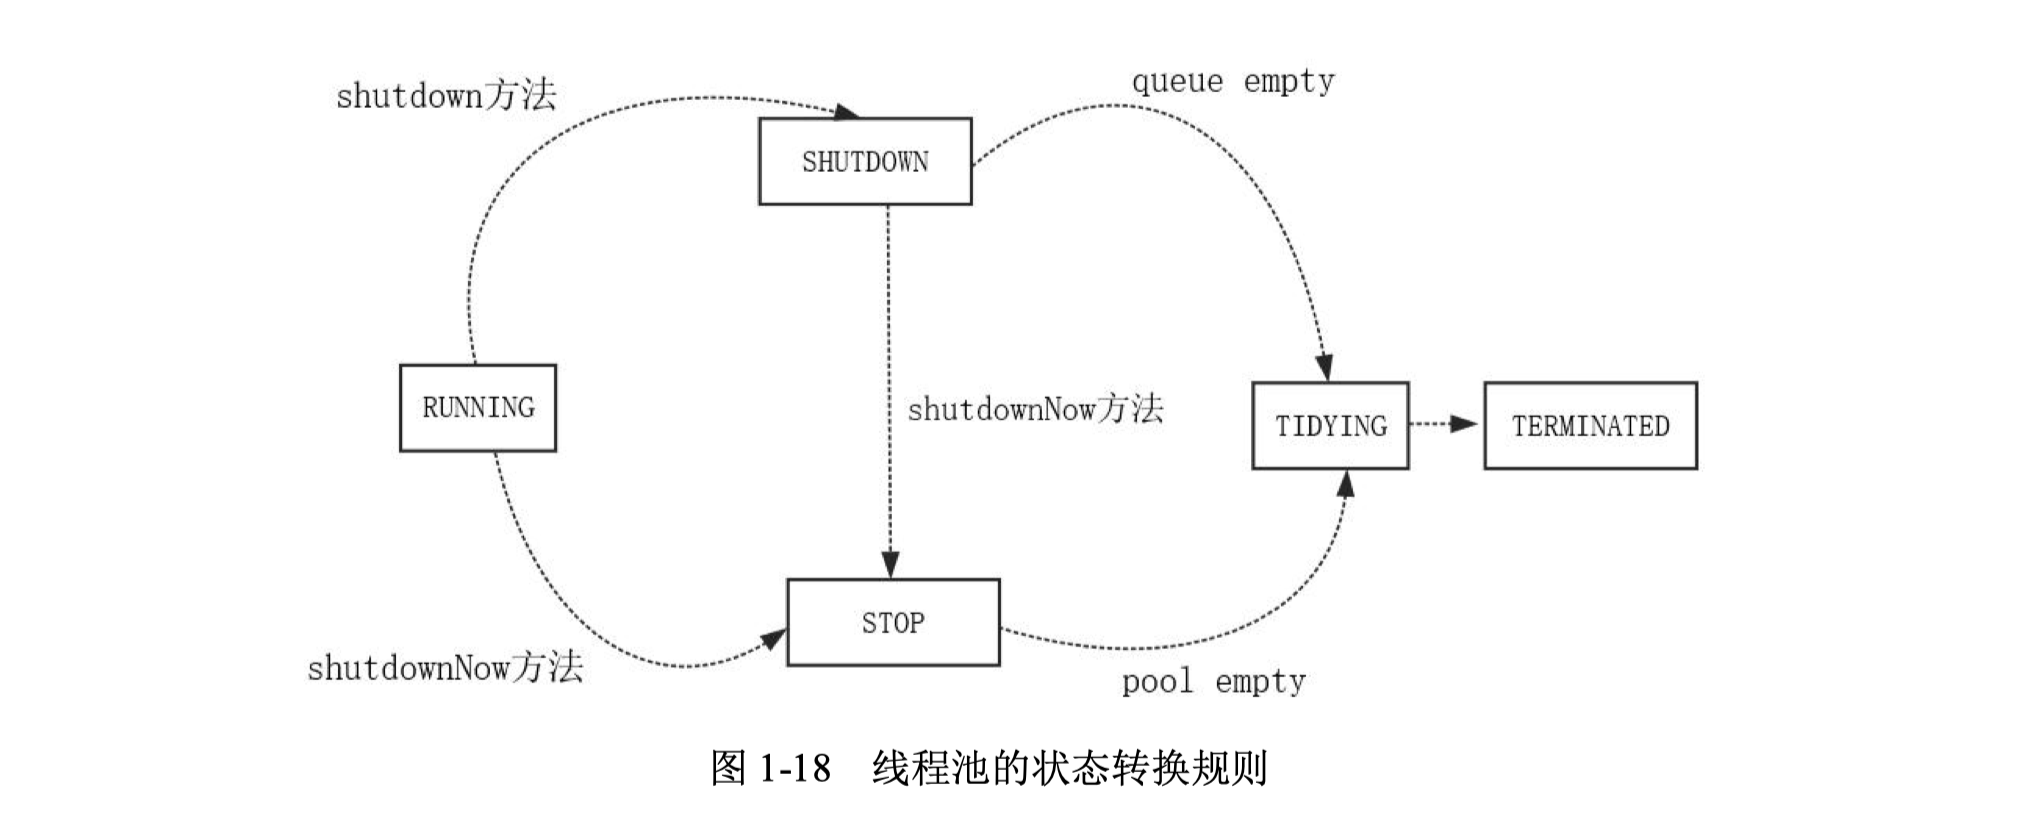 shutdown方法
queue empty
SHUTDOWN
RUNNING
shutdownNow方法
TIDYING
TERMINATED
STOP
shutdownNow方法
pool empty
图 1-18 线程池的状态转换规则